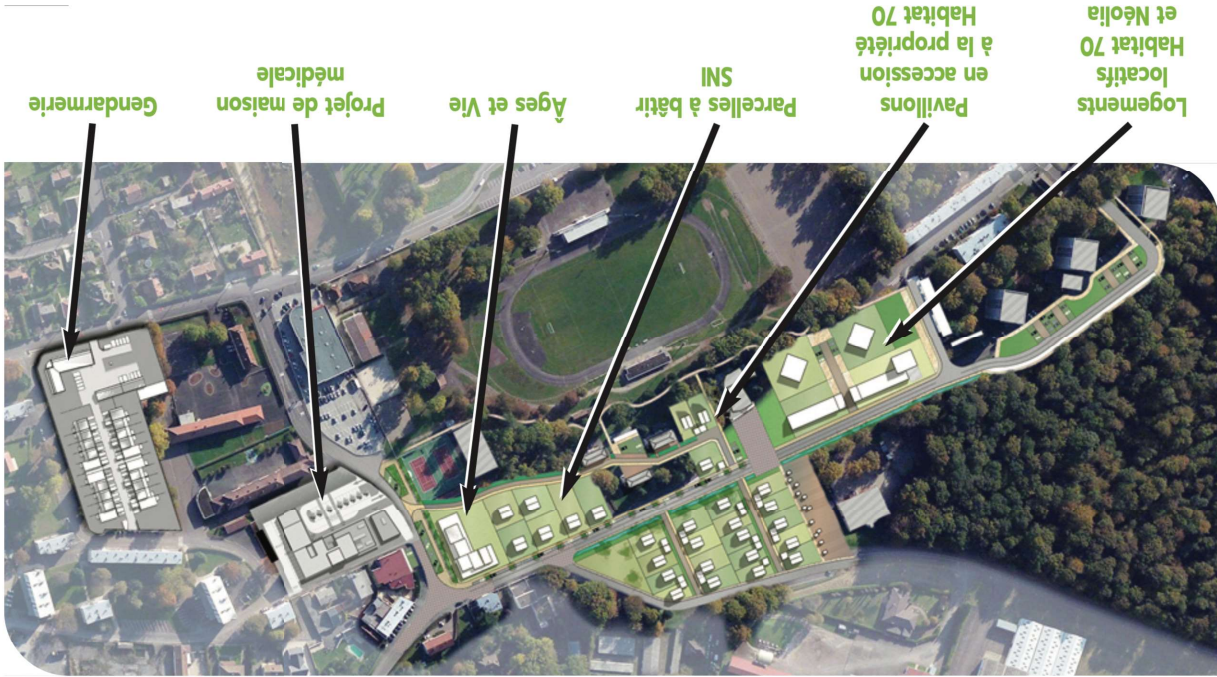 Logements
locatifs
Habitat 70
et Néolia
Pavillons
en accession
à la propriété
Habitat 70
Parcelles à bâtir
SNI
Âges et Vie
Projet de maison
médicale
Gendarmerie